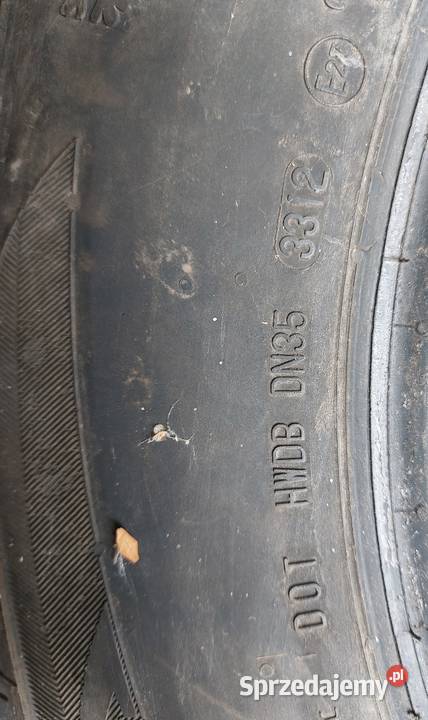 DOT HWDB DN35 3312
E27
Sprzedajemy.pl